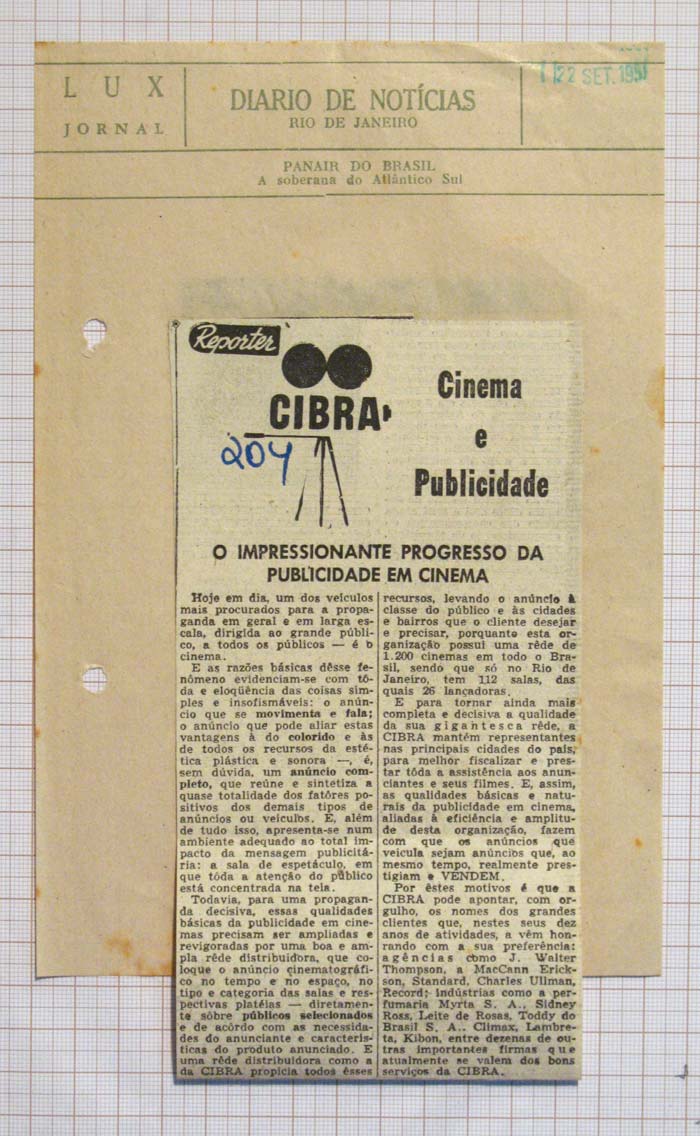 LUX
JORNAL
DIARIO DE NOTÍCIAS
RIO DE JANEIRO
22 SET. 195
PANAIR DO BRASIL
A soberana do Atlântico Sul
Reporter
CIBRA
204
Cinema
e
Publicidade
O IMPRESSIONANTE PROGRESSO DA
PUBLICIDADE EM CINEMA
Hoje em dia, um dos veículos
mais procurados para a propa-
ganda em geral e em larga es-
cala, dirigida ao grande públi-
co, a todos os públicos — é o
cinema.
E as razões básicas dêsse fe-
nômeno evidenciam-se com tô-
da e eloqüência das coisas sim-
ples e insofismáveis: o anún-
cio que se movimenta e fala;
o anúncio que pode aliar estas
vantagens à do colorido e às
de todos os recursos da esté-
tica plástica e sonora —, é,
sem dúvida, um anúncio com-
pleto, que reúne e sintetiza a
quase totalidade dos fatôres po-
sitivos dos demais tipos de
anúncios ou veículos. E, além
de tudo isso, apresenta-se num
ambiente adequado ao total im-
pacto da mensagem publicitá-
ria: a sala de espetáculo, em
que tôda a atenção do público
está concentrada na tela.
Todavia, para uma propagan-
da decisiva, essas qualidades
básicas da publicidade em cine-
mas precisam ser ampliadas e
revigoradas por uma boa e am-
pla rêde distribuidora, que co-
loque o anúncio cinematográfi-
co no tempo e no espaço, no
tipo e categoria das salas e res-
pectivas platéias — diretamen-
te sôbre públicos selecionados
e de acôrdo com as necessida-
des do anunciante e caracterís-
ticas do produto anunciado. E
uma rêde distribuidora como a
da CIBRA propicia todos êsses
recursos, levando o anúncio à
classe do público e às cidades
e bairros que o cliente desejar
e precisar, porquanto esta or-
ganização possui uma rêde de
1.200 cinemas em todo o Bra-
sil, sendo que só no Rio de
Janeiro, tem 112 salas, das
quais 26 lançadoras.
E para tornar ainda mais
completa e decisiva a qualidade
da sua gigantesca rêde, a
CIBRA mantém representantes
nas principais cidades do país,
para melhor fiscalizar e pres-
tar tôda a assistência aos anun-
ciantes e seus filmes. E, assim,
as qualidades básicas e natu-
rais da publicidade em cinema,
aliadas à eficiência e amplitu-
de desta organização, fazem
com que os anúncios que
veicula sejam anúncios que, ao
mesmo tempo, realmente pres-
tigiam e VENDEM.
Por êstes motivos é que a
CIBRA pode apontar, com or-
gulho, os nomes dos grandes
clientes que, nestes seus dez
anos de atividades, a vêm hon-
rando com a sua preferência:
agências como J. Walter
Thompson, a MacCann Erick-
son, Standard, Charles Ullman,
Record; indústrias como a per-
fumaria Myrta S. A., Sidney
Ross, Leite de Rosas, Toddy do
Brasil S. A., Climax, Lambre-
ta, Kibon, entre dezenas de ou-
tras importantes firmas que
atualmente se valem dos bons
serviços da CIBRA.